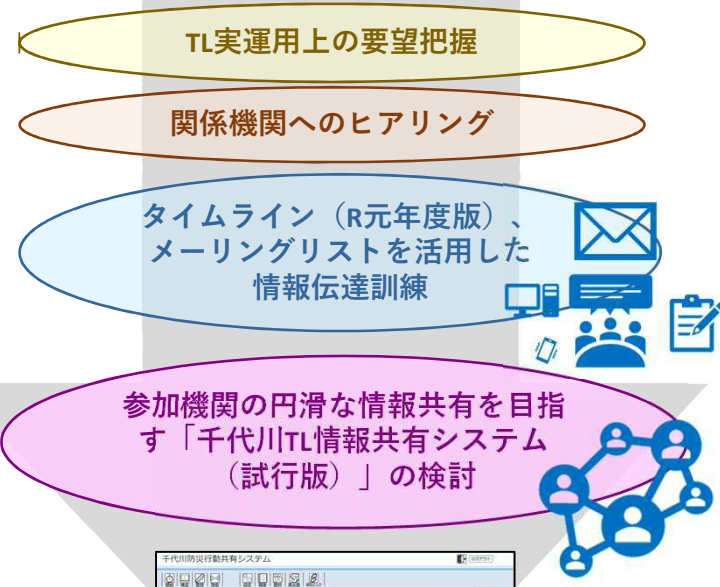 TL実運用上の要望把握
関係機関へのヒアリング
タイムライン（R元年度版）、
メーリングリストを活用した
情報伝達訓練
参加機関の円滑な情報共有を目指
す「千代川TL情報共有システム
（試行版）」の検討
千代川防災行動共有システム